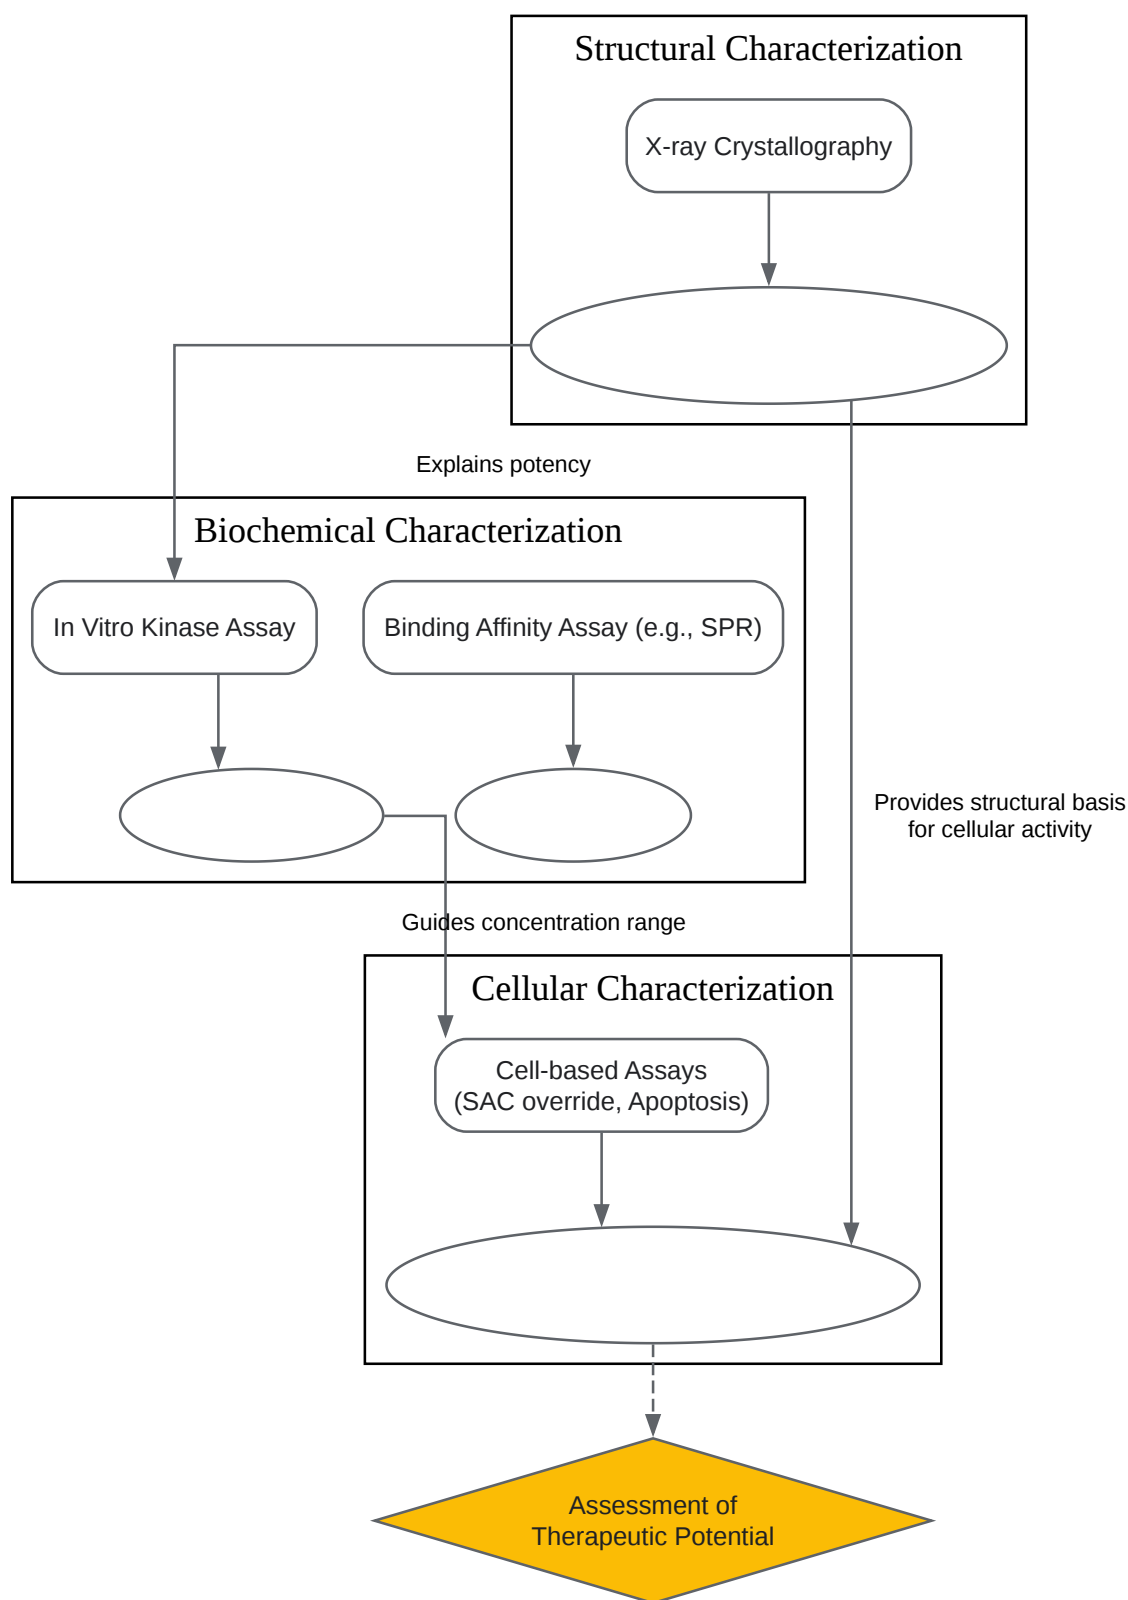 Structural Characterization
X-ray Crystallography
Explains potency
Biochemical Characterization
In Vitro Kinase Assay
Binding Affinity Assay (e.g., SPR)
Provides structural basis
for cellular activity
Guides concentration range
Cellular Characterization
Cell-based Assays
(SAC override, Apoptosis)
Assessment of
Therapeutic Potential